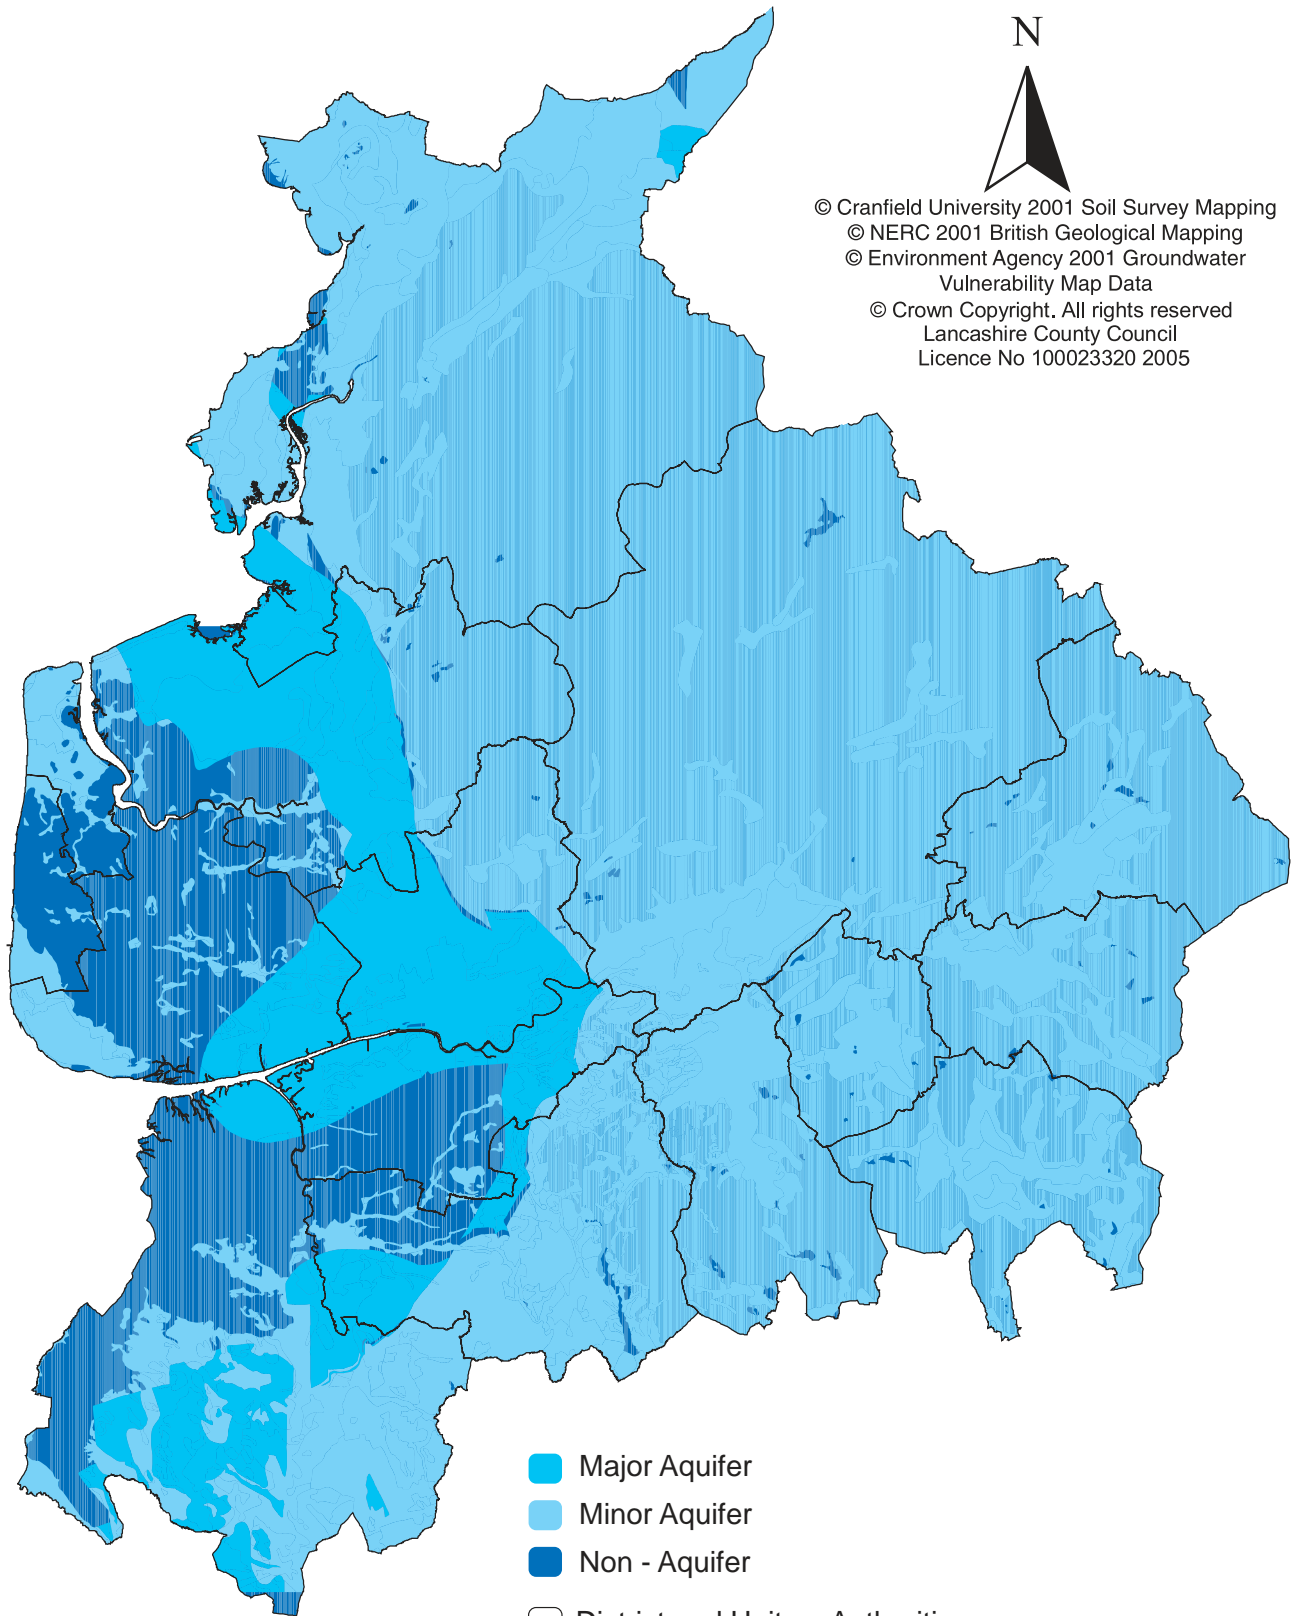 N
© Cranfield University 2001 Soil Survey Mapping
© NERC 2001 British Geological Mapping
© Environment Agency 2001 Groundwater
Vulnerability Map Data
© Crown Copyright. All rights reserved
Lancashire County Council
Licence No 100023320 2005
Major Aquifer
Minor Aquifer
Non - Aquifer